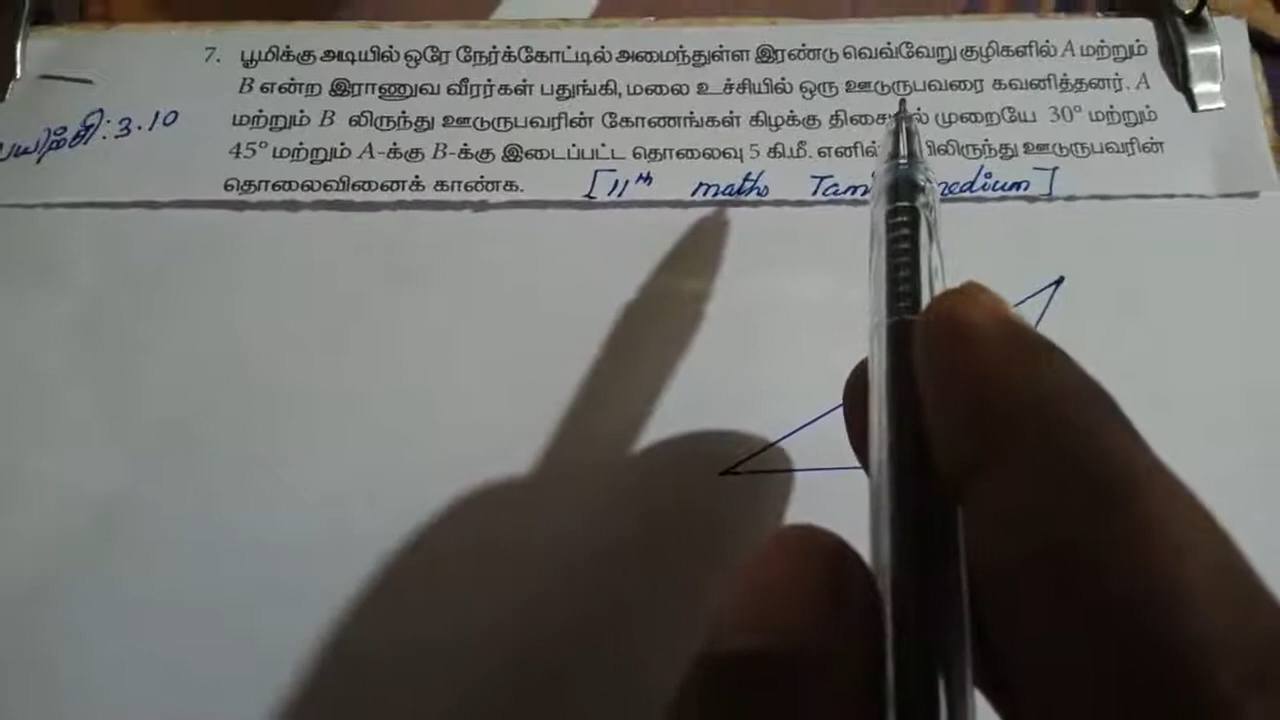 7. பூமிக்கு அடியில் ஒரே நேர்க்கோட்டில் அமைந்துள்ள இரண்டு வெவ்வேறு குழிகளில் A மற்றும்
B என்ற இராணுவ வீரர்கள் பதுங்கி, மலை உச்சியில் ஒரு ஊடுருபவரை கவனித்தனர். A
மற்றும் B லிருந்து ஊடுருபவரின் கோணங்கள் கிழக்கு முறையே 30° மற்றும்
45° மற்றும் A-க்கு B-க்கு இடைப்பட்ட தொலைவு 5 கி.மீ. எனில் ஊடுருபவரின்
தொலைவினைக் காண்க. [11th maths medium]
3.10